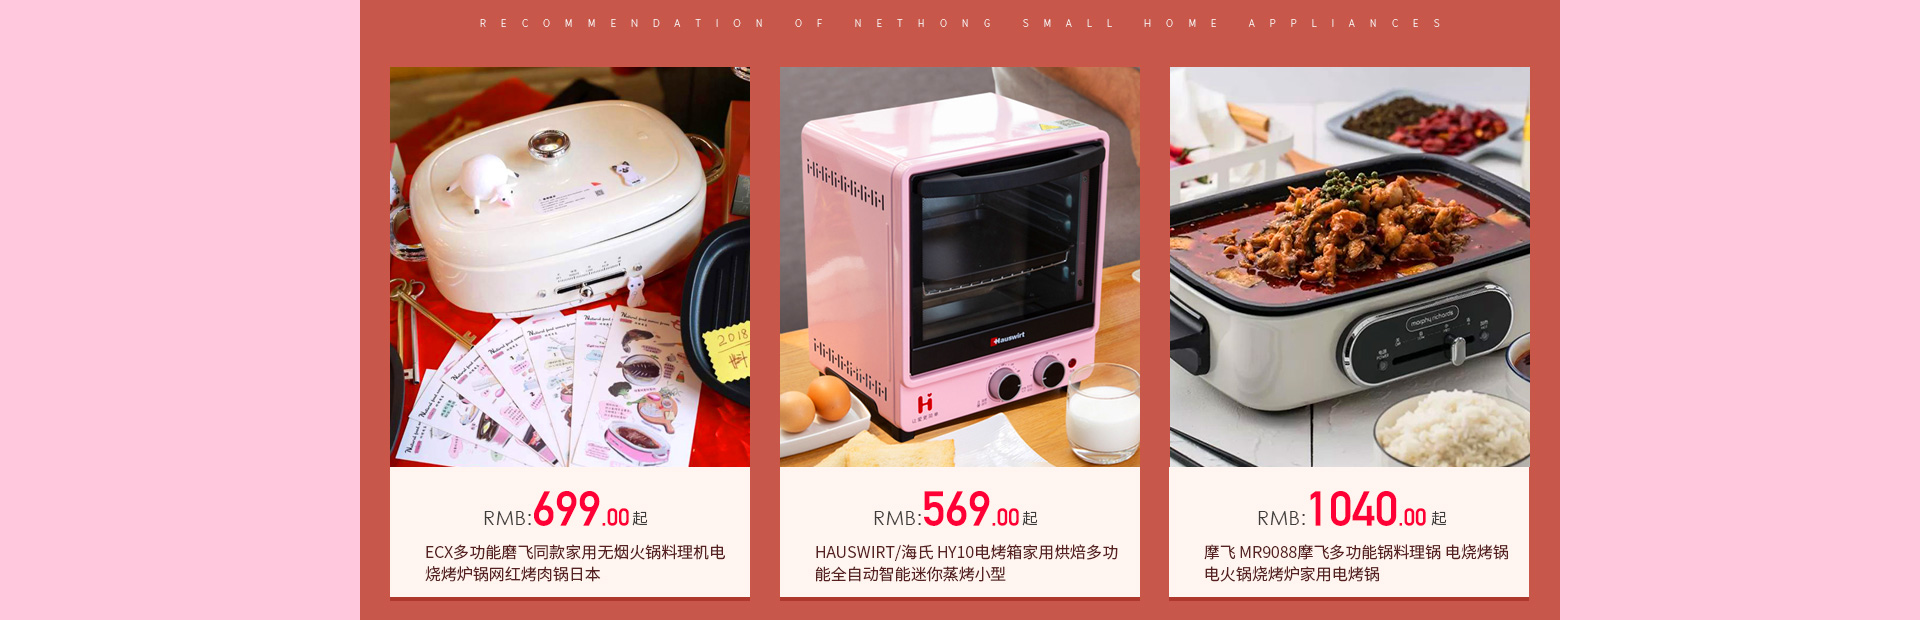 RECOMMENDATION OF NETHONG SMALL HOME APPLIANCES
2018
Hauswirt
morphy richards
RMB:699.00起
ECX多功能磨飞同款家用无烟火锅料理机电
烧烤炉锅网红烤肉锅日本
RMB:569.00起
HAUSWIRT/海氏 HY10电烤箱家用烘焙多功
能全自动智能迷你蒸烤小型
RMB:1040.00起
摩飞 MR9088摩飞多功能锅料理锅 电烧烤锅
电火锅烧烤炉家用电烤锅